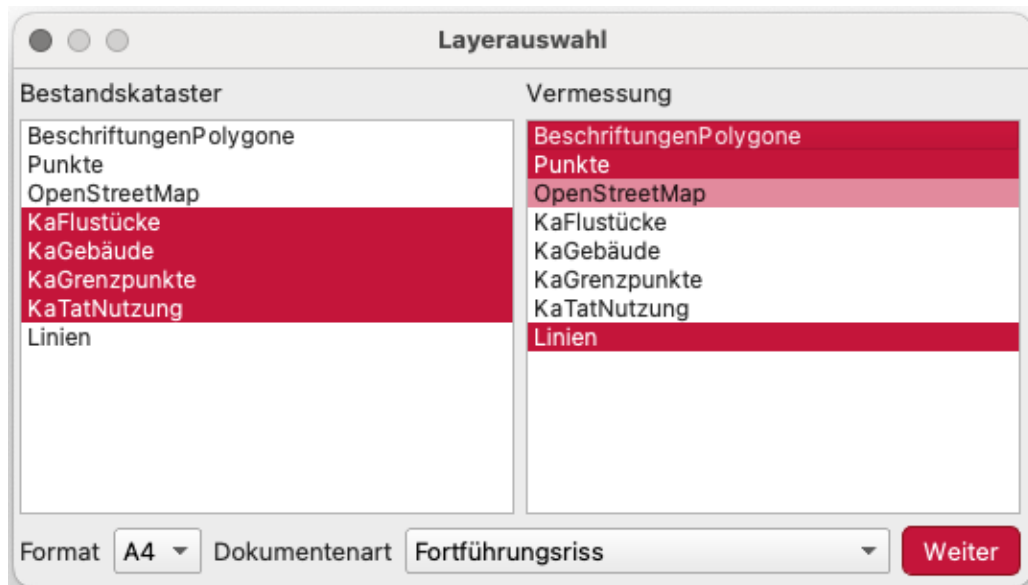 Layerauswahl
Bestandskataster
BeschriftungenPolygone
Punkte
OpenStreetMap
KaFlustücke
KaGebäude
KaGrenzpunkte
KaTatNutzung
Linien
Vermessung
BeschriftungenPolygone
Punkte
OpenStreetMap
KaFlustücke
KaGebäude
KaGrenzpunkte
KaTatNutzung
Linien
Format A4 Dokumentenart Fortführungsriss Weiter